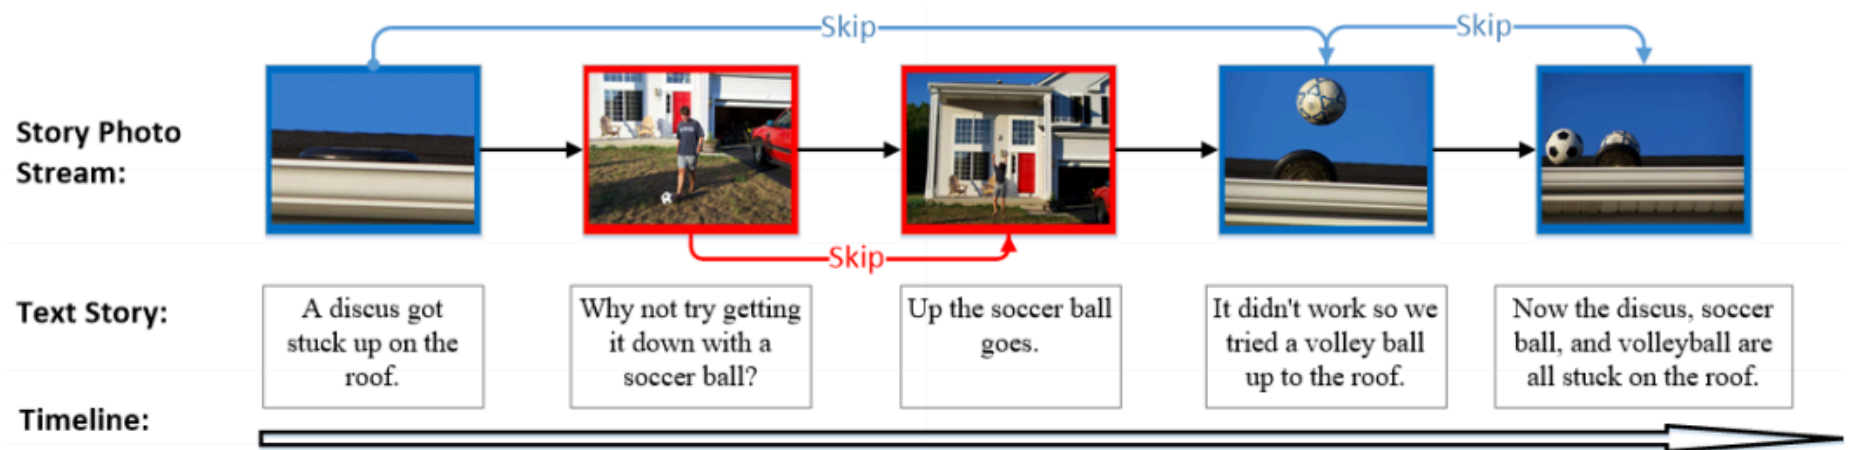 Skip
Skip
Story Photo
Stream:
Skip
Text Story:
A discus got
stuck up on the
roof.
Why not try getting
it down with a
soccer ball?
Up the soccer ball
goes.
It didn't work so we
tried a volley ball
up to the roof.
Now the discus, soccer
ball, and volleyball are
all stuck on the roof.
Timeline: